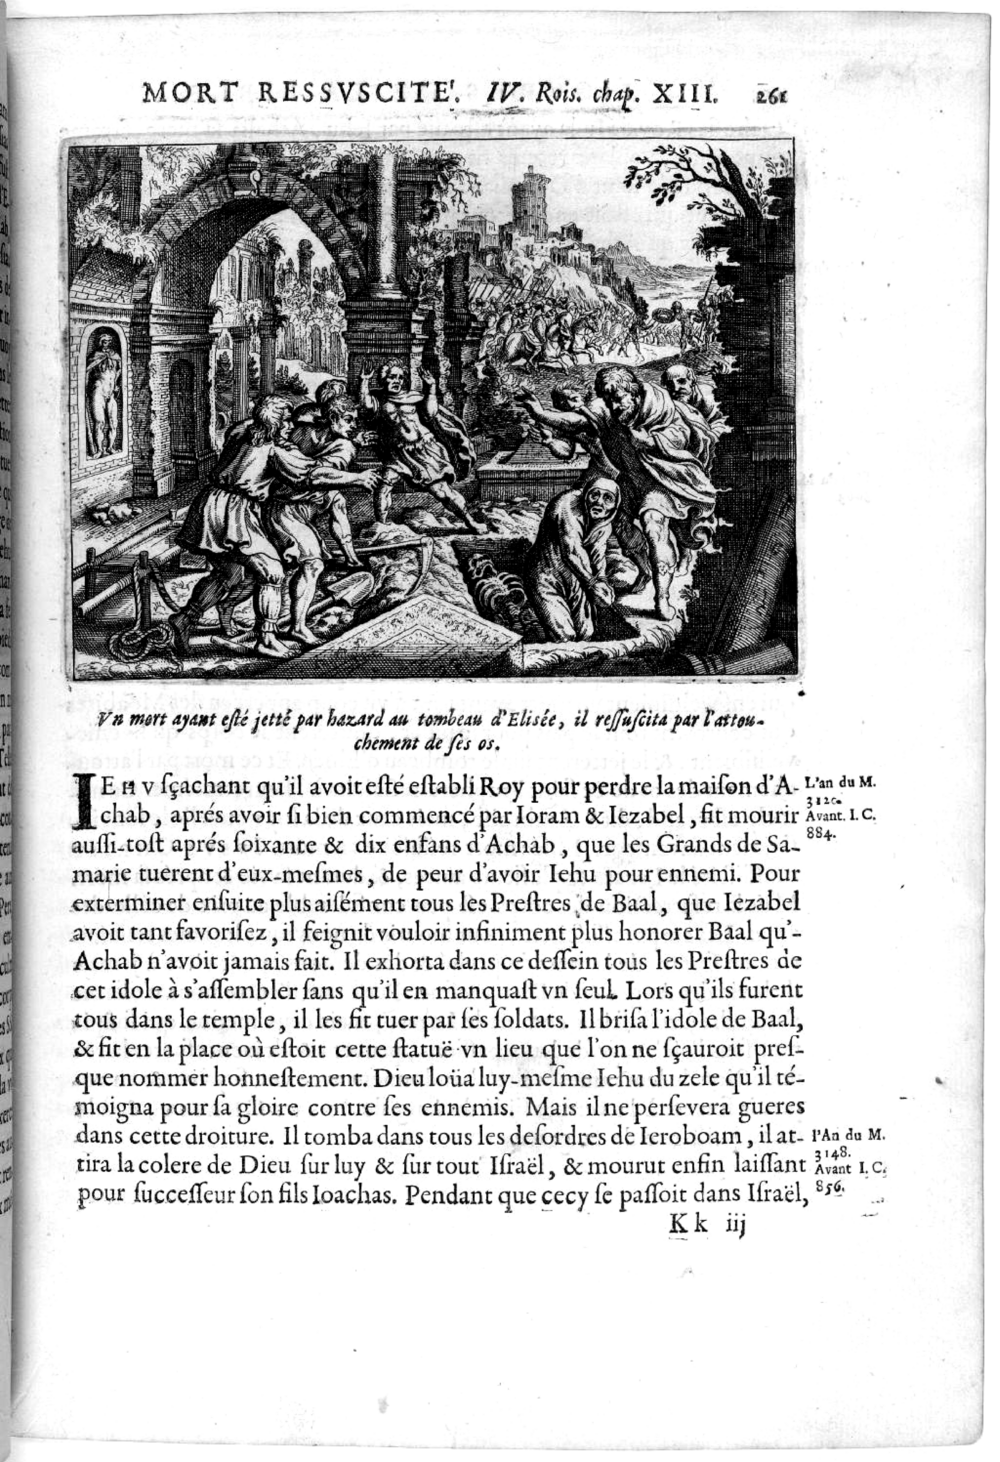 MORT RESSVSCITE'. IV. Rois. chap. XIII. 261
Vn mort ayant eſté jetté par hazard au tombeau d'Eliſée, il reſſuſcita par l'attou-
chement de ſes os.
IEHV ſçachant qu'il avoit eſté eſtabli Roy pour perdre la maiſon d'A-
chab, aprés avoir ſi bien commencé par Ioram & Iezabel, fit mourir
auſſi-toſt aprés ſoixante & dix enfans d'Achab, que les Grands de Sa-
marie tuerent d'eux-meſmes, de peur d'avoir Iehu pour ennemi. Pour
exterminer enſuite plus aiſément tous les Preſtres de Baal, que Iezabel
avoit tant favoriſez, il feignit vouloir infiniment plus honorer Baal qu'-
Achab n'avoit jamais fait. Il exhorta dans ce deſſein tous les Preſtres de
cet idole à s'aſſembler ſans qu'il en manquaſt vn ſeul. Lors qu'ils furent
tous dans le temple, il les fit tuer par ſes ſoldats. Il briſa l'idole de Baal,
& fit en la place où eſtoit cette ſtatuë vn lieu que l'on ne ſçauroit preſ-
que nommer honneſtement. Dieu loüa luy-meſme Iehu du zele qu'il té-
moigna pour ſa gloire contre ſes ennemis. Mais il ne perſevera gueres
dans cette droiture. Il tomba dans tous les deſordres de Ieroboam, il at-
tira la colere de Dieu ſur luy & ſur tout Iſraël, & mourut enfin laiſſant
pour ſucceſſeur ſon fils Ioachas. Pendant que cecy ſe paſſoit dans Iſraël,
L'an du M.
3120.
Avant. I. C.
884.
l'An du M.
3148.
Avant I. C.
856.
Kk iij